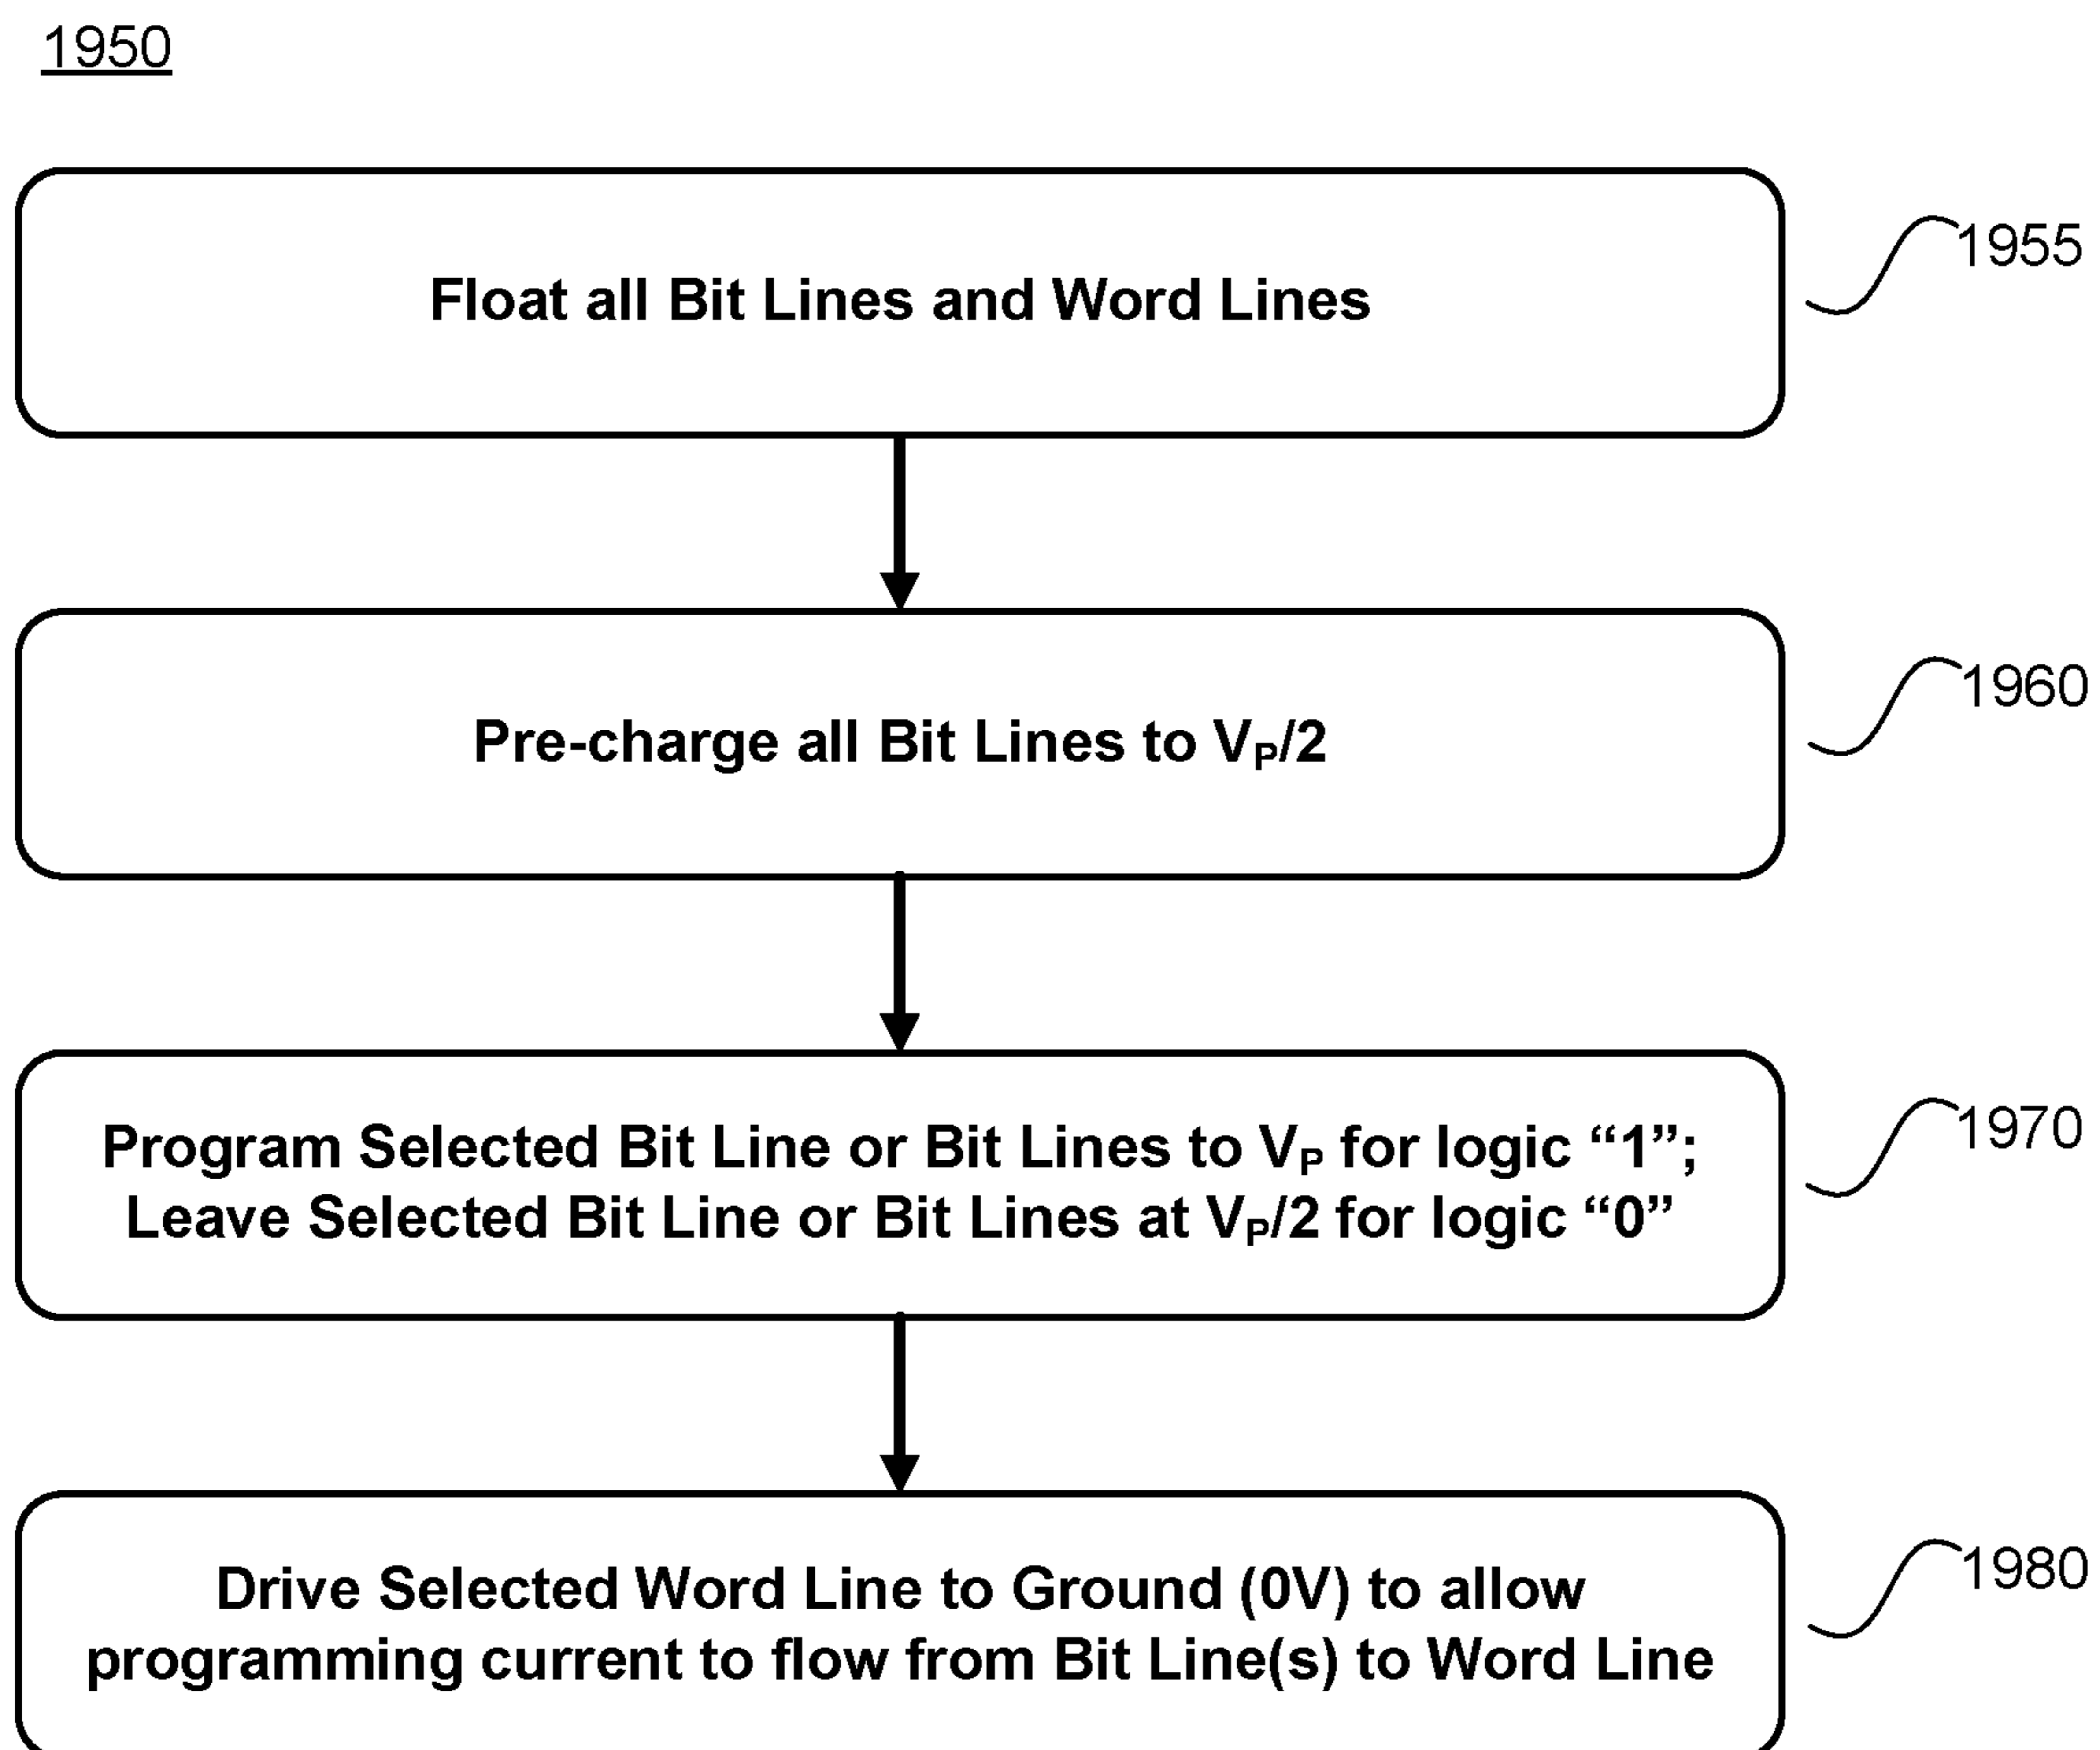 1950
Float all Bit Lines and Word Lines
1955
Pre-charge all Bit Lines to VP/2
1960
Program Selected Bit Line or Bit Lines to VP for logic “1”;
Leave Selected Bit Line or Bit Lines at VP/2 for logic “0”
1970
Drive Selected Word Line to Ground (0V) to allow
programming current to flow from Bit Line(s) to Word Line
1980